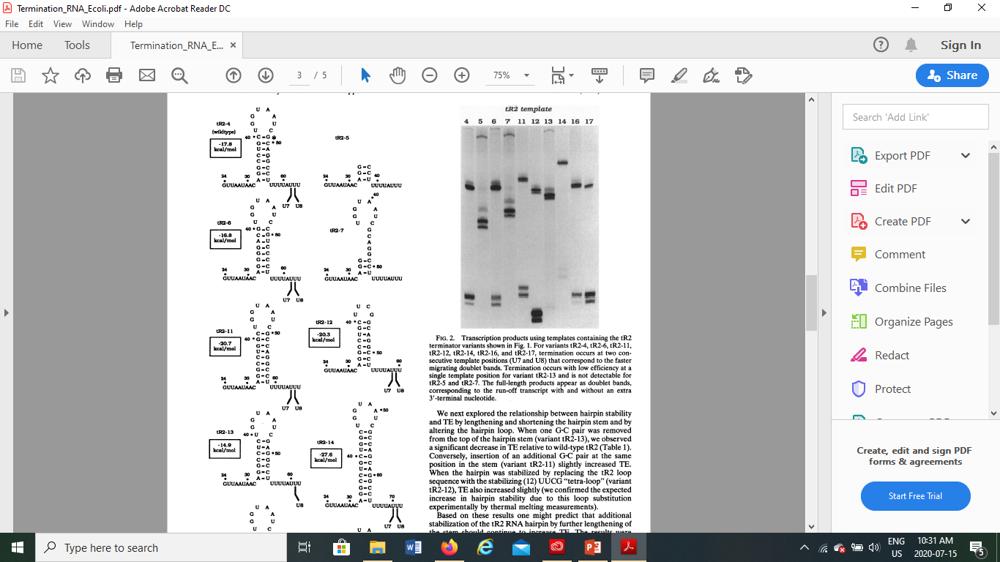 Termination_RNA_Ecoli.pdf - Adobe Acrobat Reader DC
File Edit View Window Help
Home Tools Termination_RNA_E... × Sign In
3 / 5 75% Share
tR2-4
(wildtype)
-17.8
kcal/mol
40 50
24 30 60
GUUAAUAAC UUUUAUUU
U7 U8
tR2-5
24 30 40
GUUAAUAAC UUUUAUUU
tR2-6
-16.8
kcal/mol
40 50
24 30 60
GUUAAUAAC UUUUAUUU
U7 U8
tR2-7
40
24 30 50
GUUAAUAAC UUUUAUUU
tR2-11
-20.7
kcal/mol
40 50
24 30 60
GUUAAUAAC UUUUAUUU
U7 U8
tR2-12
-20.3
kcal/mol
40 50
24 30 60
GUUAAUAAC UUUUAUUU
U7 U8
tR2-13
-14.9
kcal/mol
40 50
24 30 60
GUUAAUAAC UUUUAUUU
U8
tR2-14
-27.6
kcal/mol
50
40 60
24 30 70
GUUAAUAAC UUUUAUUU
U7 U8
tR2 template
4 5 6 7 11 12 13 14 16 17
FIG. 2. Transcription products using templates containing the tR2
terminator variants shown in Fig. 1. For variants tR2-4, tR2-6, tR2-11,
tR2-12, tR2-14, tR2-16, and tR2-17, termination occurs at two con-
secutive template positions (U7 and U8) that correspond to the faster
migrating doublet bands. Termination occurs with low efficiency at a
single template position for variant tR2-13 and is not detectable for
tR2-5 and tR2-7. The full-length products appear as doublet bands,
corresponding to the run-off transcript with and without an extra
3'-terminal nucleotide.
We next explored the relationship between hairpin stability
and TE by lengthening and shortening the hairpin stem and by
altering the hairpin loop. When one G·C pair was removed
from the top of the hairpin stem (variant tR2-13), we observed
a significant decrease in TE relative to wild-type tR2 (Table 1).
Conversely, insertion of an additional G·C pair at the same
position in the stem (variant tR2-11) slightly increased TE.
When the hairpin was stabilized by replacing the tR2 loop
sequence with the stabilizing (12) UUCG "tetra-loop" (variant
tR2-12), TE also increased slightly (we confirmed the expected
increase in hairpin stability due to this loop substitution
experimentally by thermal melting measurements).
Based on these results one might predict that additional
stabilization of the tR2 RNA hairpin by further lengthening of
the stem should continue to increase TE. The results were
Search 'Add Link'
Export PDF
Edit PDF
Create PDF
Comment
Combine Files
Organize Pages
Redact
Protect
Create, edit and sign PDF
forms & agreements
Start Free Trial
Type here to search
ENG
US
10:31 AM
2020-07-15
5